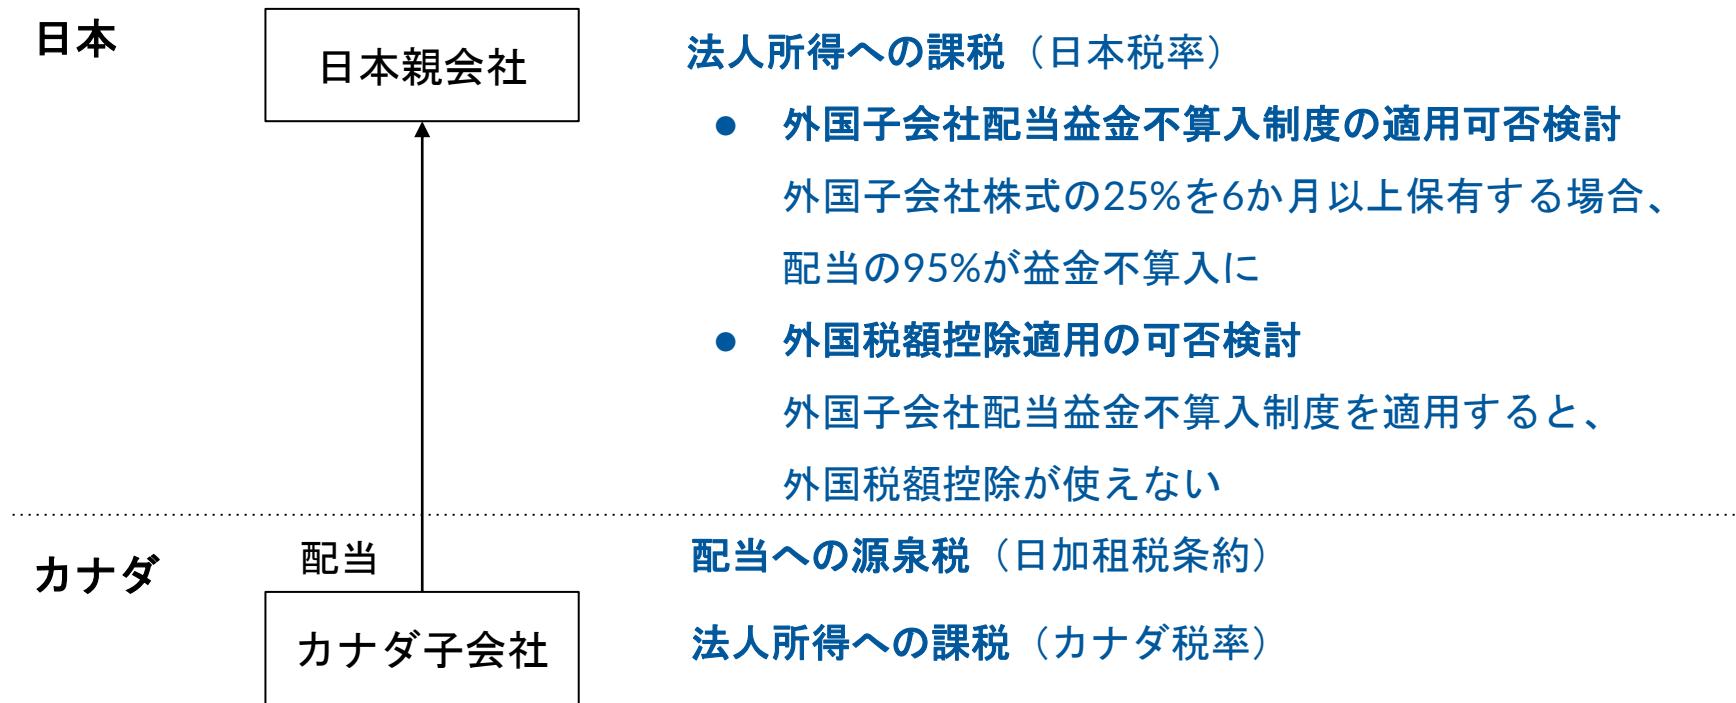 日本
日本親会社
法人所得への課税（日本税率）
● 外国子会社配当益金不算入制度の適用可否検討
外国子会社株式の25%を6か月以上保有する場合、
配当の95%が益金不算入に
● 外国税額控除適用の可否検討
外国子会社配当益金不算入制度を適用すると、
外国税額控除が使えない
カナダ
配当
配当への源泉税（日加租税条約）
カナダ子会社
法人所得への課税（カナダ税率）